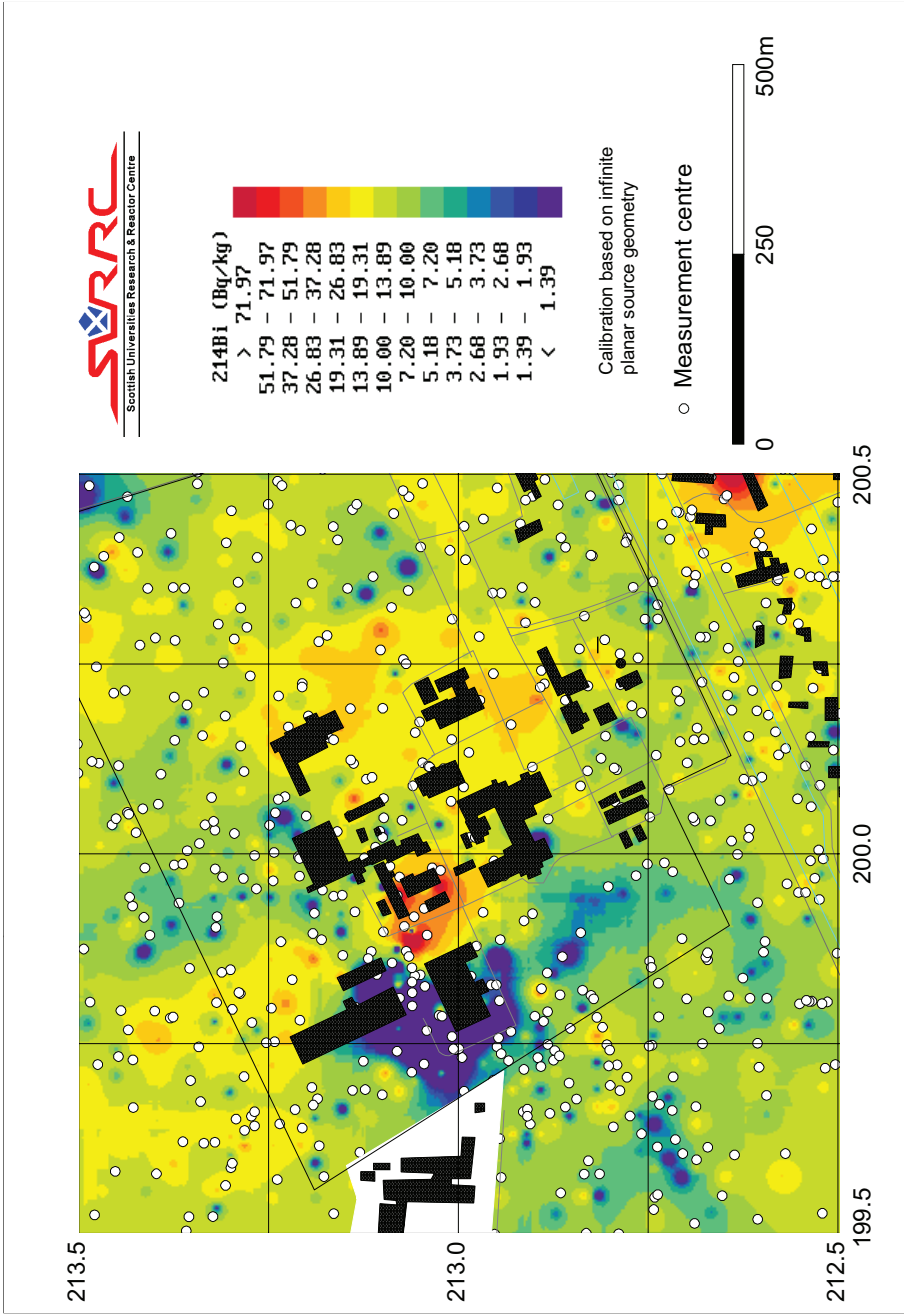 SURRC
Scottish Universities Research & Reactor Centre
214Bi (Bq/kg)
> 71.97
51.79 – 71.97
37.28 – 51.79
26.83 – 37.28
19.31 – 26.83
13.89 – 19.31
10.00 – 13.89
7.20 – 10.00
5.18 – 7.20
3.73 – 5.18
2.68 – 3.73
1.93 – 2.68
1.39 – 1.93
< 1.39
Calibration based on infinite
planar source geometry
Measurement centre
0 250 500m
213.5
213.0
212.5
199.5 200.0 200.5